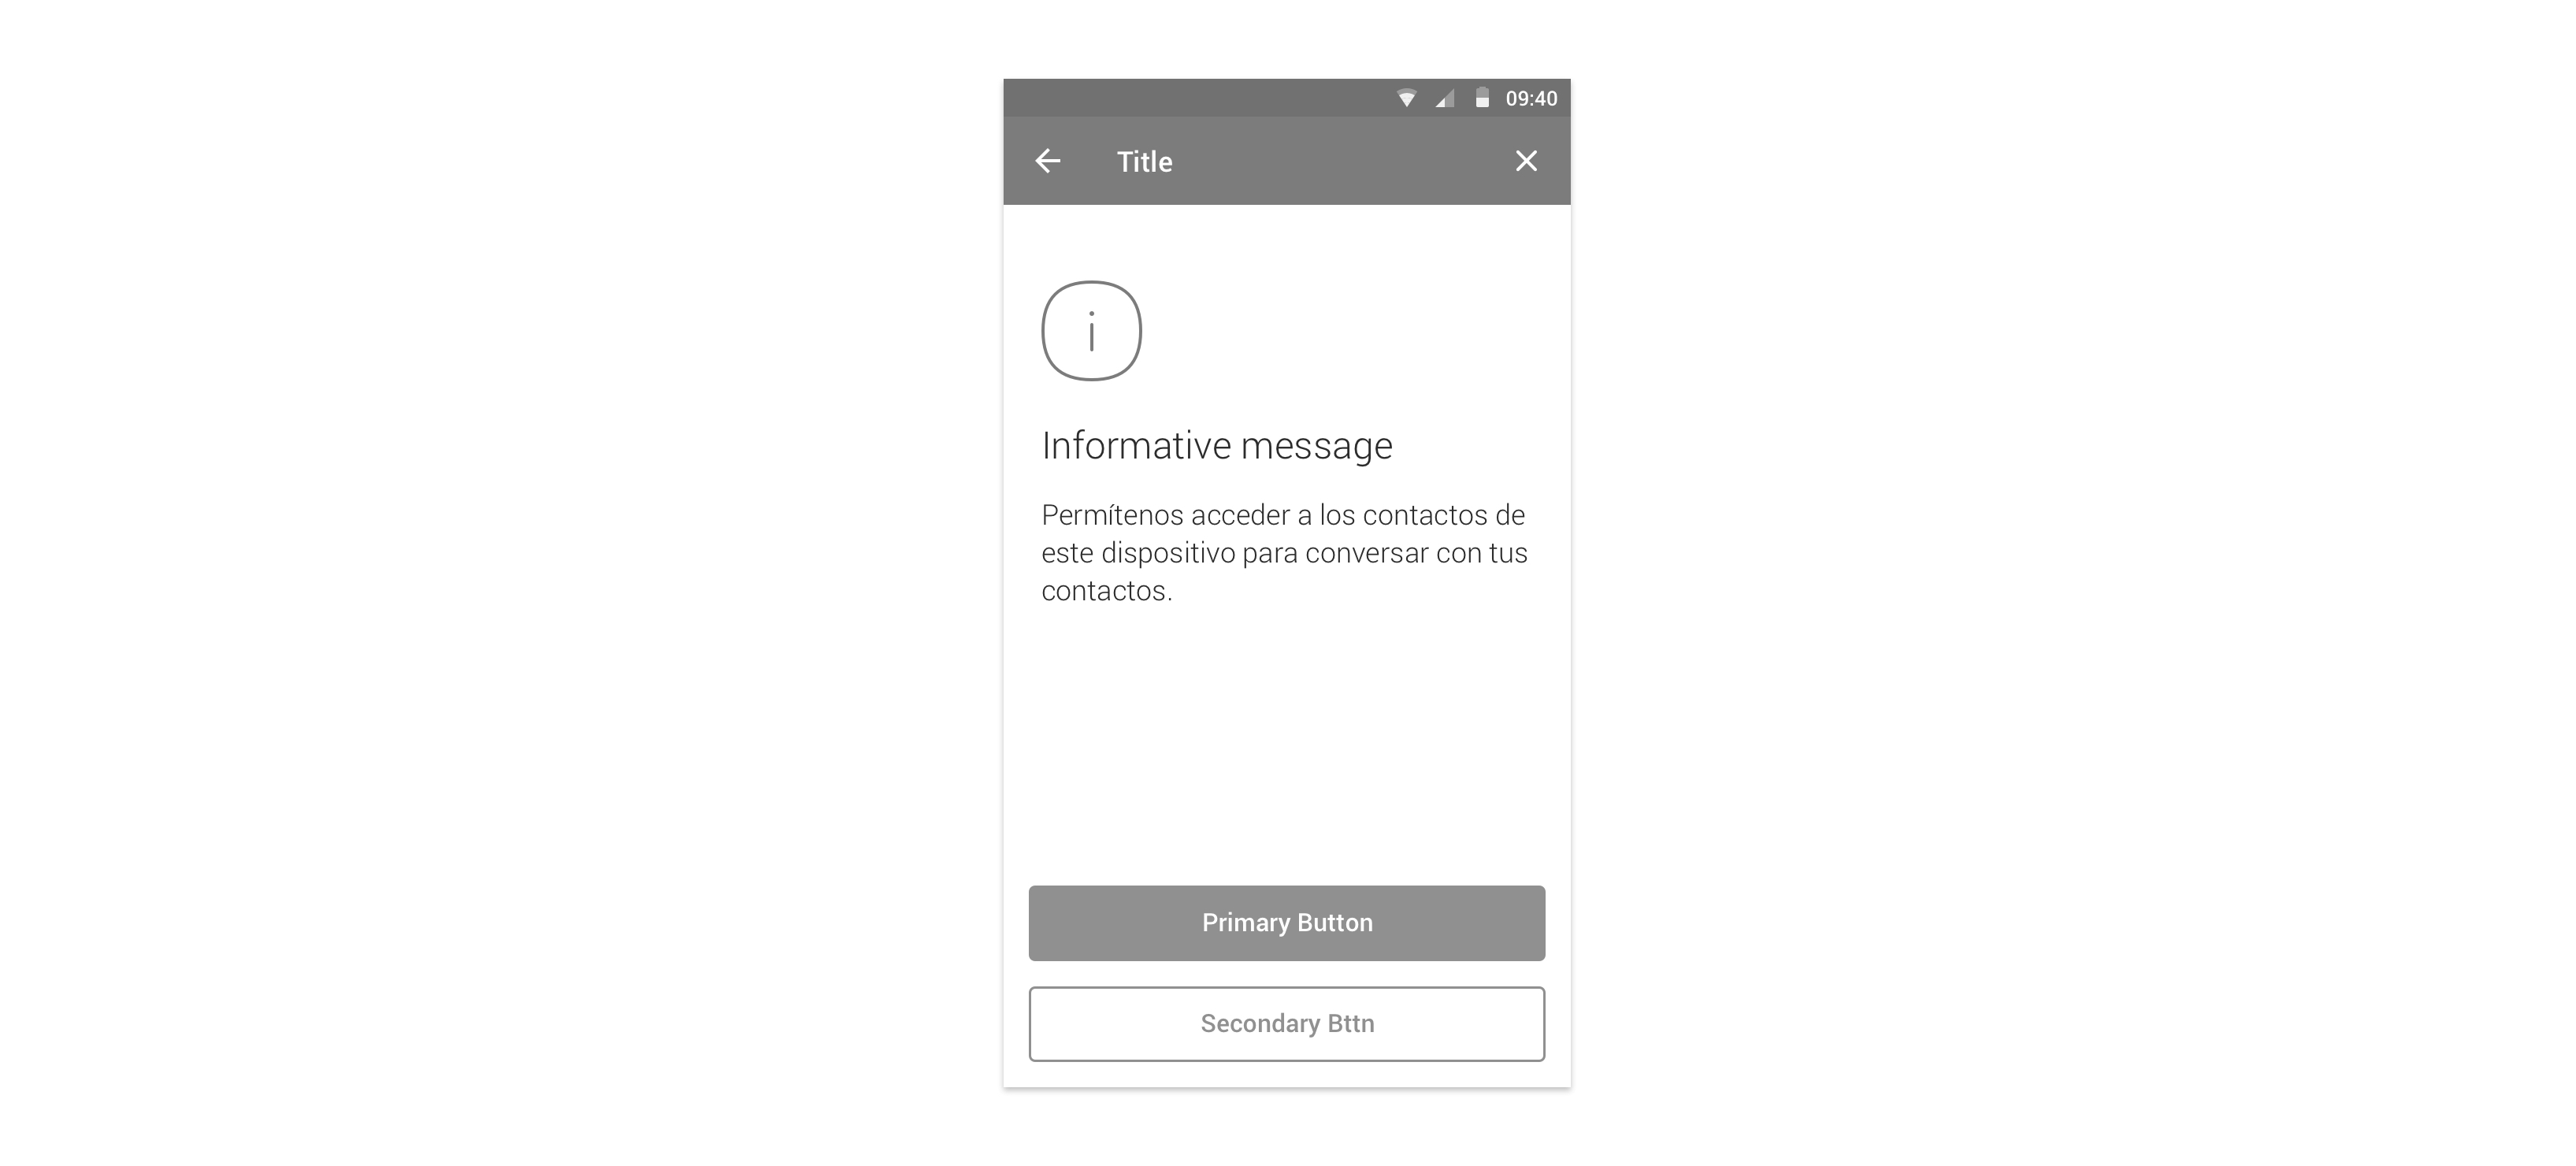 09:40
Title
i
Informative message
Permítenos acceder a los contactos de
este dispositivo para conversar con tus
contactos.
Primary Button
Secondary Bttn